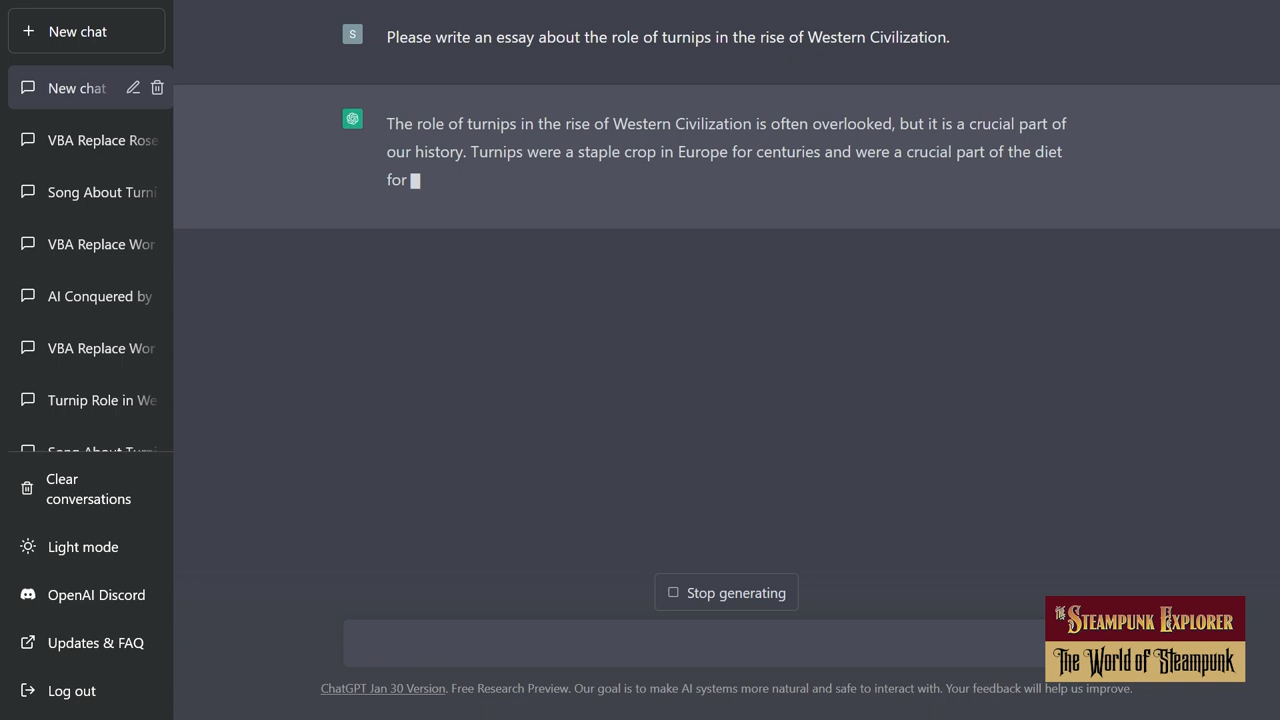 New chat
New chat
VBA Replace Rose
Song About Turni
VBA Replace Wor
AI Conquered by
VBA Replace Wor
Turnip Role in We
Song About Turni
Clear
conversations
Light mode
OpenAI Discord
Updates & FAQ
Log out
S
Please write an essay about the role of turnips in the rise of Western Civilization.
The role of turnips in the rise of Western Civilization is often overlooked, but it is a crucial part of
our history. Turnips were a staple crop in Europe for centuries and were a crucial part of the diet
for
Stop generating
ChatGPT Jan 30 Version. Free Research Preview. Our goal is to make AI systems more natural and safe to interact with. Your feedback will help us improve.
THE STEAMPUNK EXPLORER
The World of Steampunk